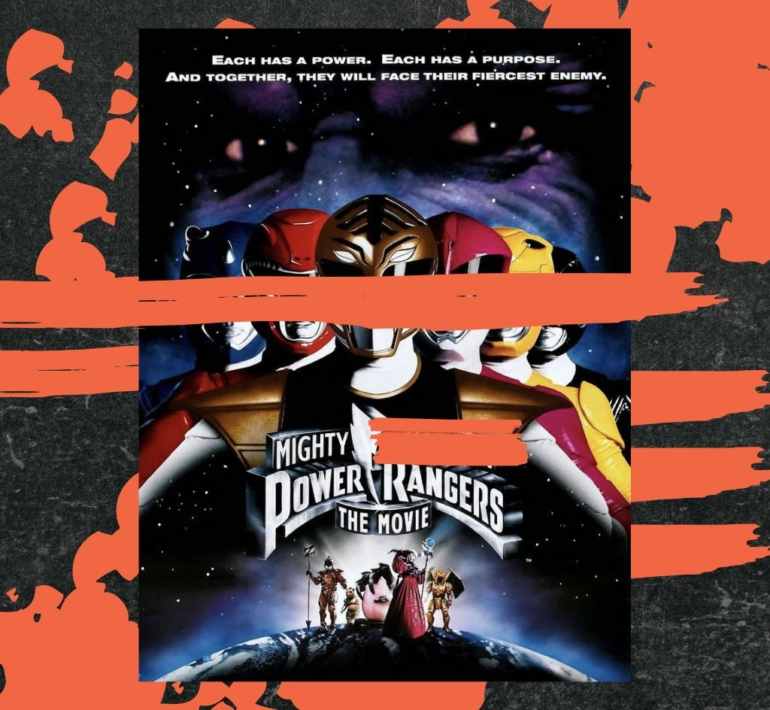 EACH HAS A POWER. EACH HAS A PURPOSE.
AND TOGETHER, THEY WILL FACE THEIR FIERCEST ENEMY.
MIGHTY
POWER RANGERS
THE MOVIE